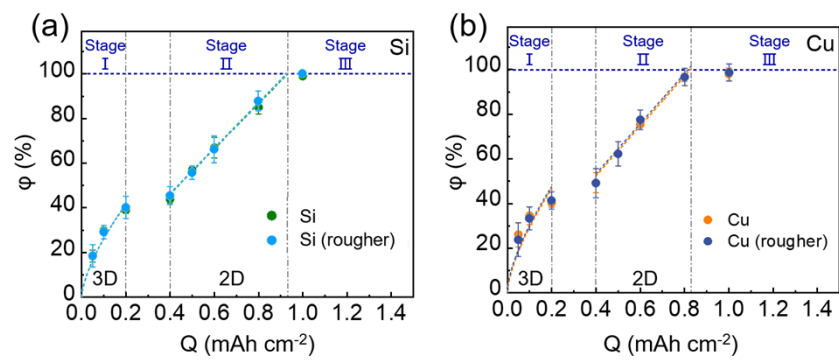 (a)
Stage
I
Stage
II
Stage
III
Si
100
80
60
40
20
0
φ (%)
Si
Si (rougher)
3D
2D
0.0 0.2 0.4 0.6 0.8 1.0 1.2 1.4
Q (mAh cm⁻²)
(b)
Stage
I
Stage
II
Stage
III
Cu
100
80
60
40
20
0
φ (%)
Cu
Cu (rougher)
3D
2D
0.0 0.2 0.4 0.6 0.8 1.0 1.2 1.4
Q (mAh cm⁻²)